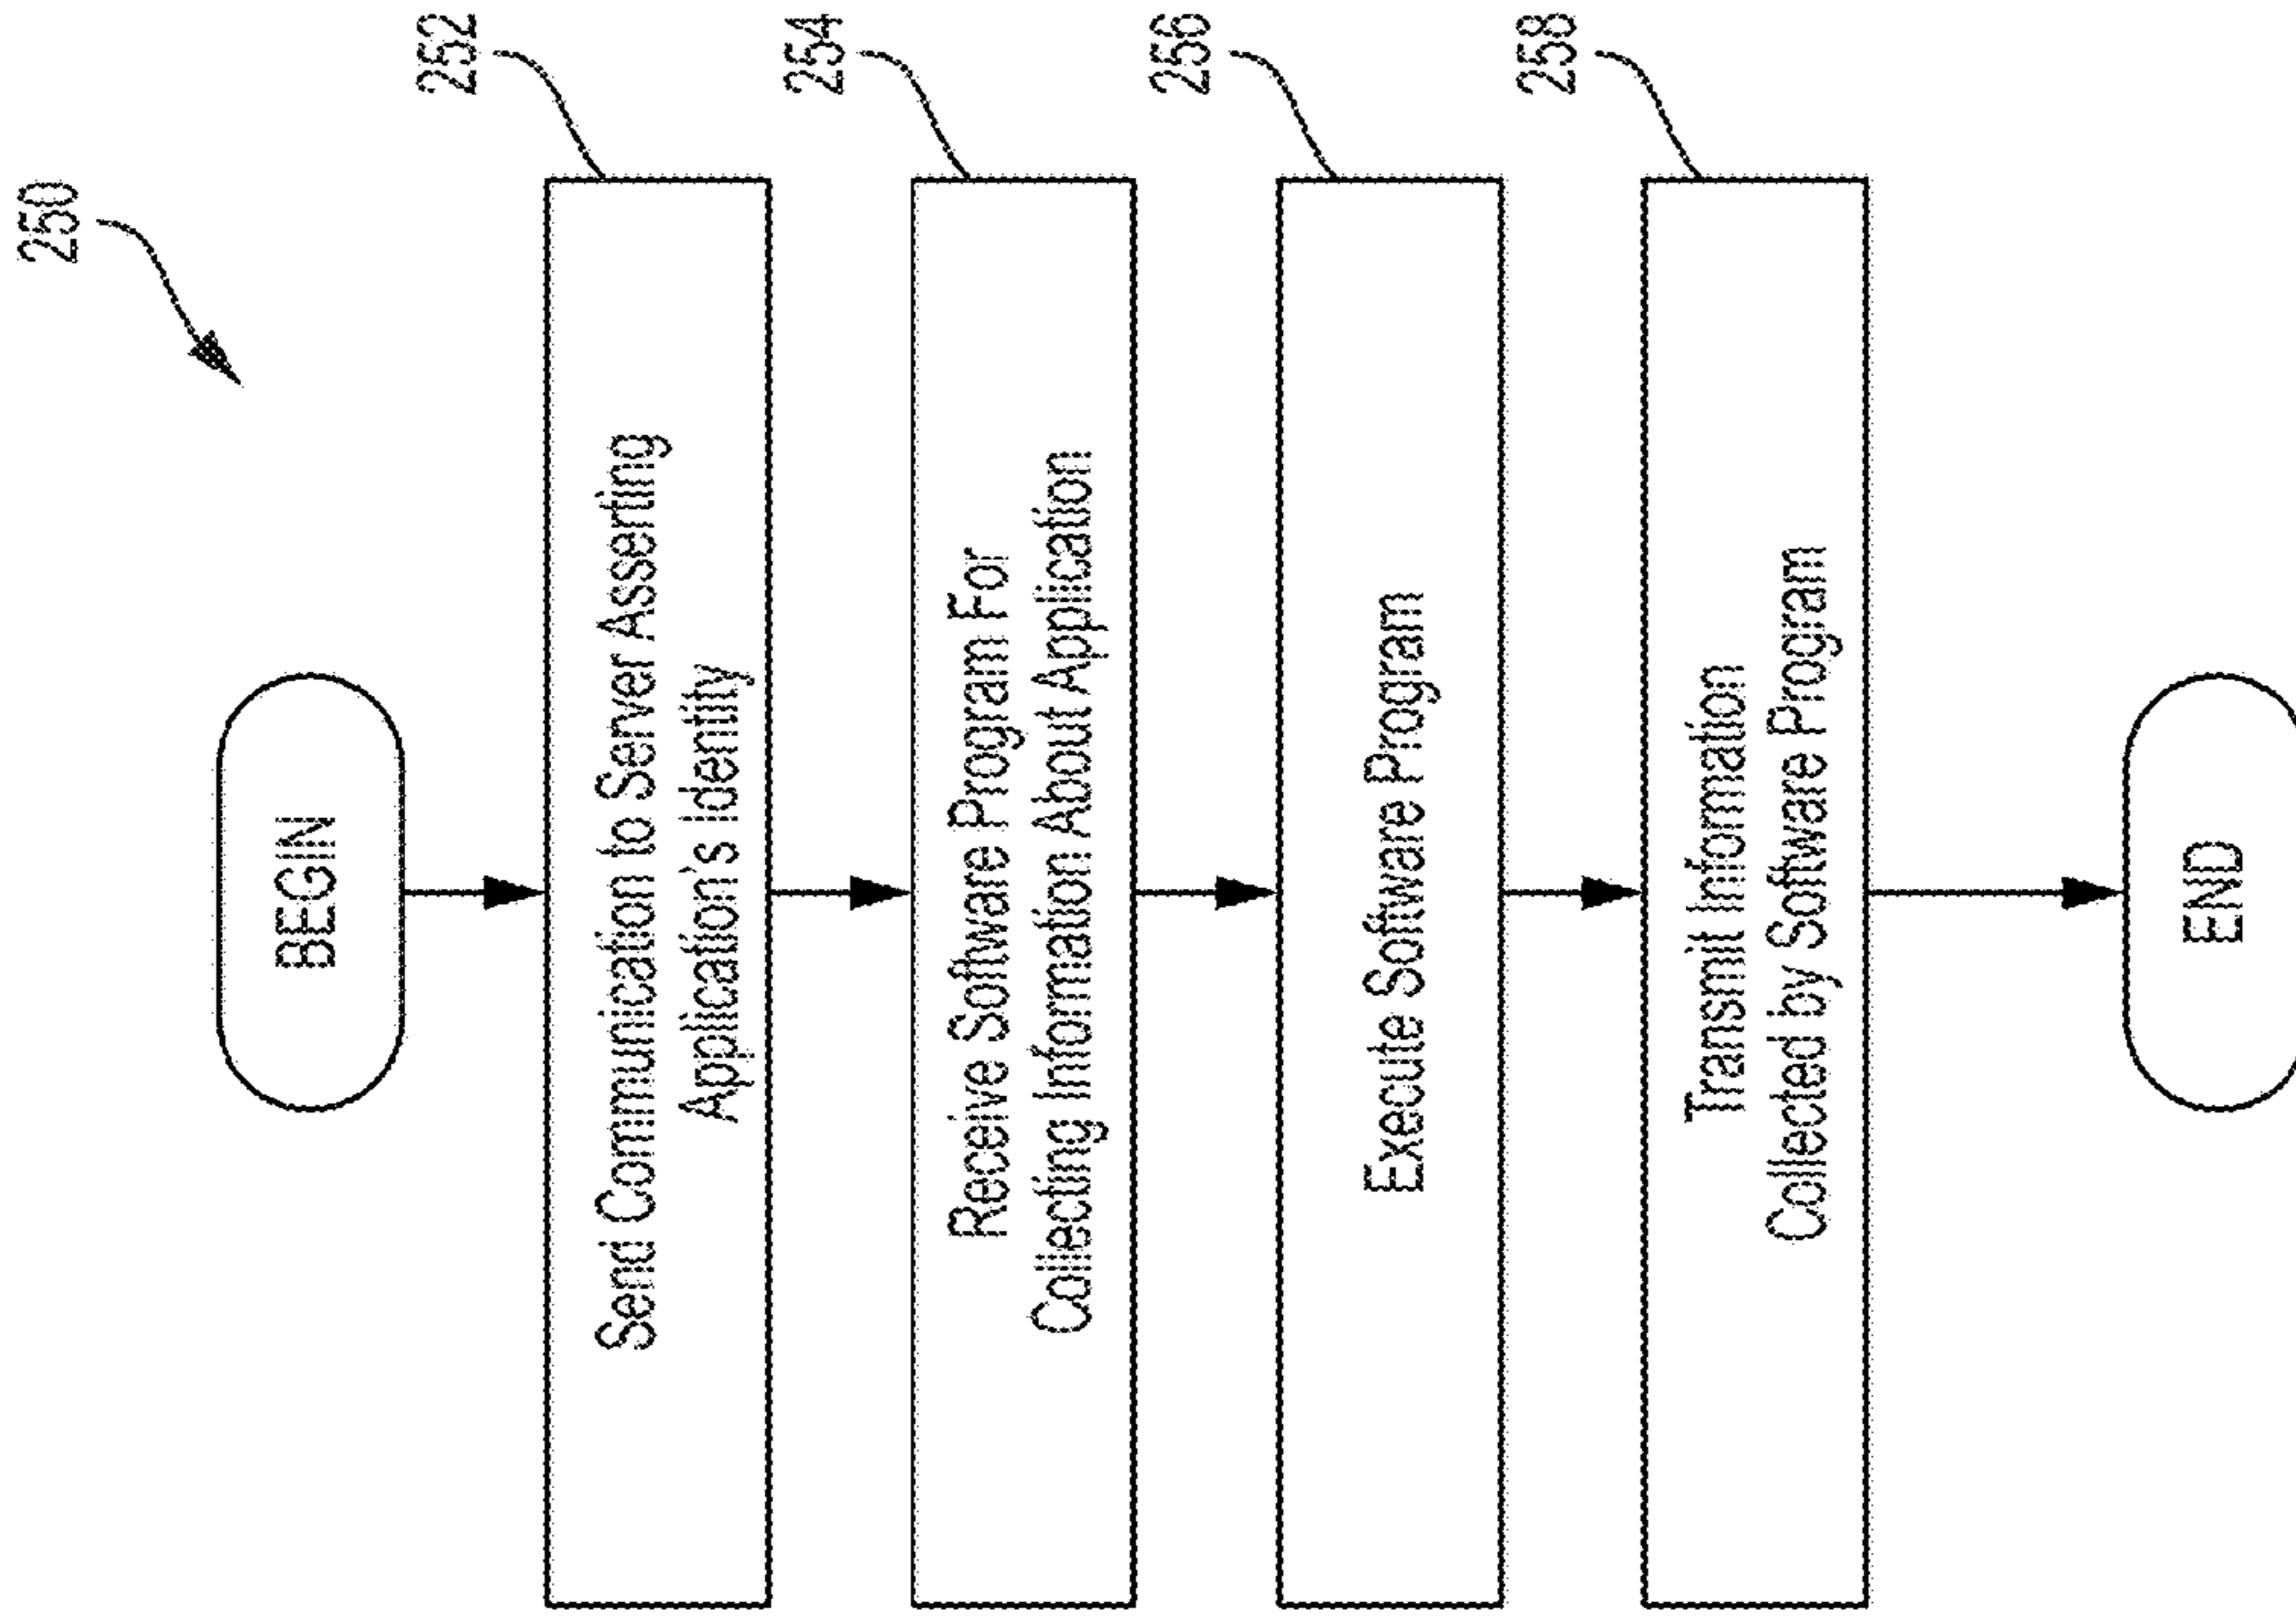 250
BEGIN
252
Send Communication to Server Asserting
Application's Identity
254
Receive Software Program For
Collecting Information About Application
256
Execute Software Program
258
Transmit Information
Collected by Software Program
END